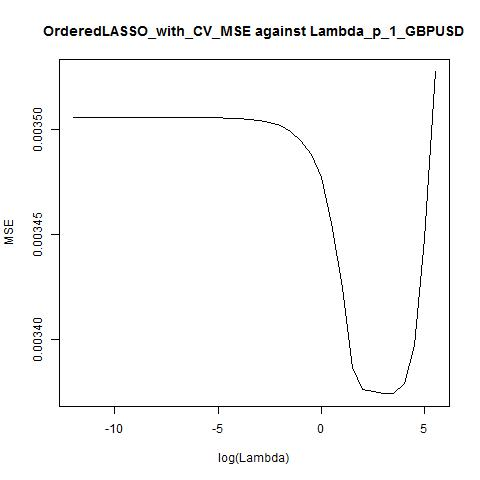 OrderedLASSO_with_CV_MSE against Lambda_p_1_GBPUSD
0.00350
0.00345
0.00340
MSE
-10 -5 0 5
log(Lambda)